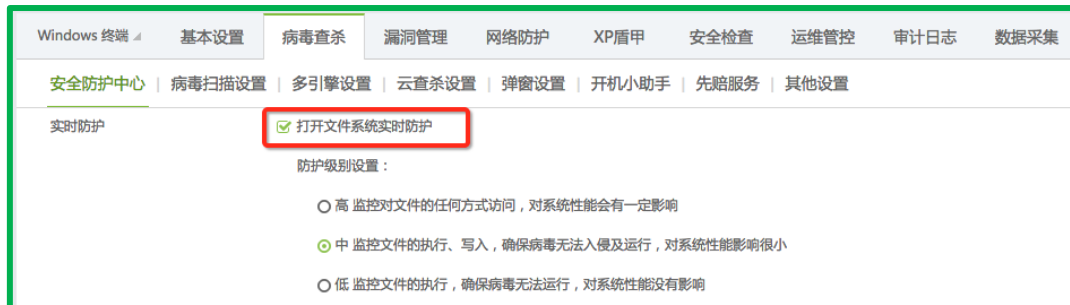 Windows 终端 基本设置 病毒查杀 漏洞管理 网络防护 XP盾甲 安全检查 运维管控 审计日志 数据采集
安全防护中心 | 病毒扫描设置 | 多引擎设置 | 云查杀设置 | 弹窗设置 | 开机小助手 | 先赔服务 | 其他设置
实时防护 打开文件系统实时防护
防护级别设置：
高 监控对文件的任何方式访问，对系统性能会有一定影响
中 监控文件的执行、写入，确保病毒无法入侵及运行，对系统性能影响很小
低 监控文件的执行，确保病毒无法运行，对系统性能没有影响